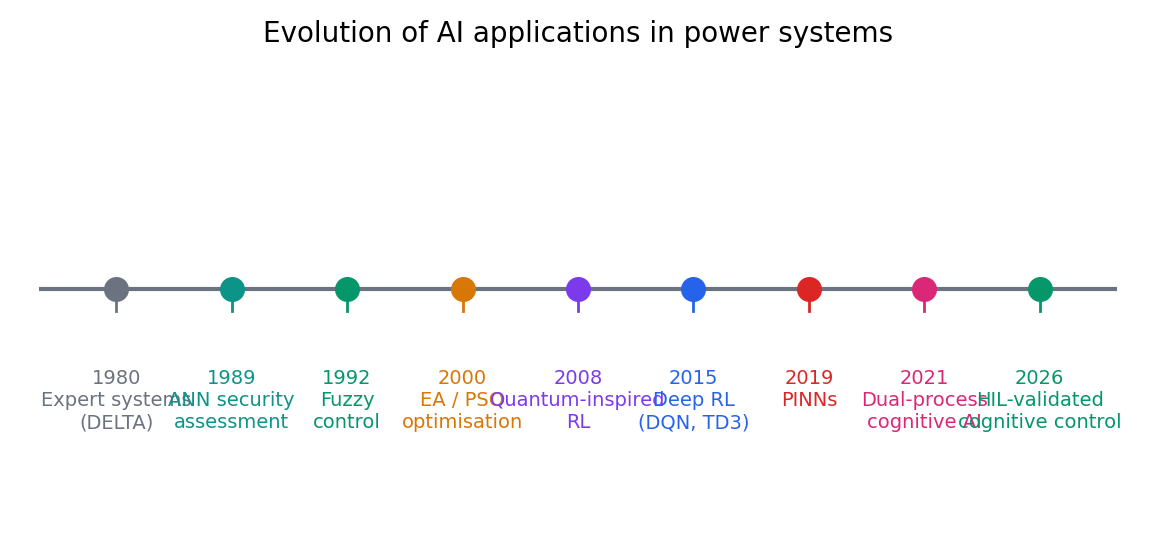 Evolution of AI applications in power systems
1980
Expert systems
(DELTA)
1989
ANN security
assessment
1992
Fuzzy
control
2000
EA / PSO
optimisation
2008
Quantum-inspired
RL
2015
Deep RL
(DQN, TD3)
2019
PINNs
2021
Dual-process
cognitive AI
2026
HIL-validated
cognitive control